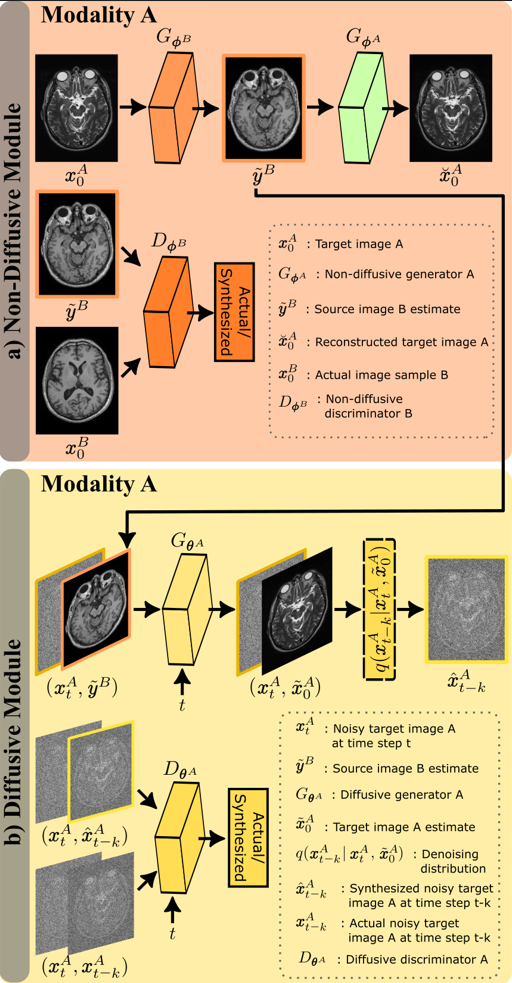 a) Non-Diffusive Module
Modality A
G_{ϕ^B}
G_{ϕ^A}
x_0^A
ỹ^B
x̆_0^A
ỹ^B
D_{ϕ^B}
Actual/
Synthesized
x_0^B
x_0^A : Target image A
G_{ϕ^A} : Non-diffusive generator A
ỹ^B : Source image B estimate
x̆_0^A : Reconstructed target image A
x_0^B : Actual image sample B
D_{ϕ^B} : Non-diffusive
discriminator B
b) Diffusive Module
Modality A
G_{θ^A}
q(x_{t-k}^A|x_t^A, x̃_0^A)
(x_t^A, ỹ^B)
t
(x_t^A, x̃_0^A)
x̂_{t-k}^A
D_{θ^A}
(x_t^A, x̂_{t-k}^A)
Actual/
Synthesized
t
(x_t^A, x_{t-k}^A)
x_t^A : Noisy target image A
at time step t
ỹ^B : Source image B estimate
G_{θ^A} : Diffusive generator A
x̃_0^A : Target image A estimate
q(x_{t-k}^A| x_t^A, x̃_0^A) : Denoising
distribution
x̂_{t-k}^A : Synthesized noisy target
image A at time step t-k
x_{t-k}^A : Actual noisy target
image A at time step t-k
D_{θ^A} : Diffusive discriminator A